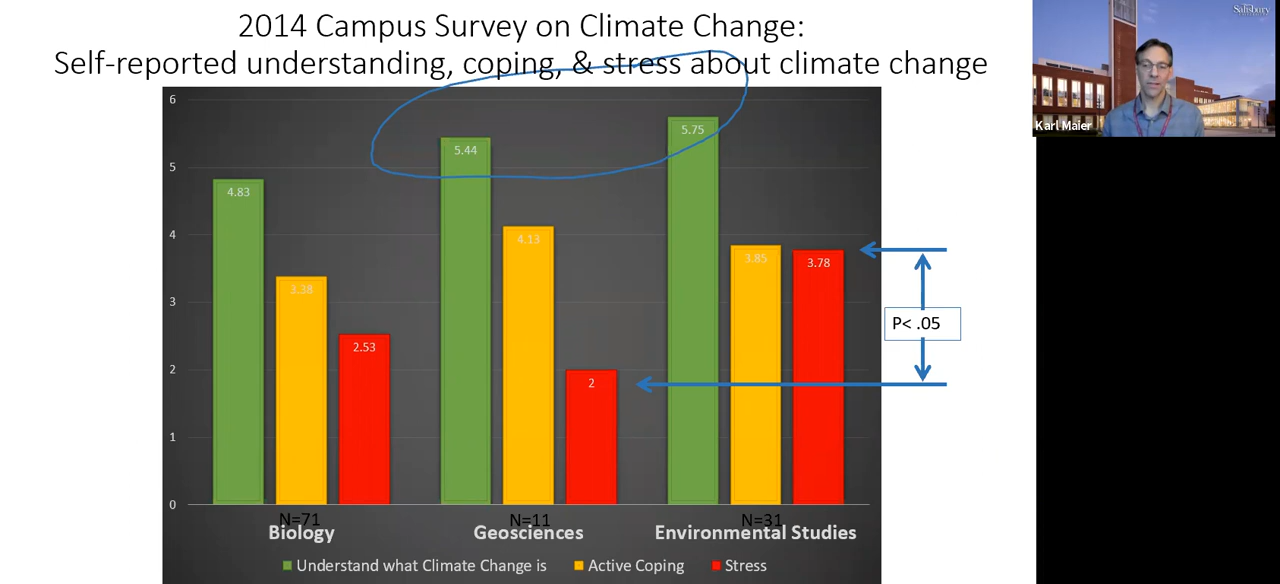 2014 Campus Survey on Climate Change:
Self-reported understanding, coping, & stress about climate change
Salisbury
Karl Maier
6
5
4
3
2
1
0
4.83
3.38
2.53
5.44
4.13
2
5.75
3.85
3.78
P< .05
N=71
N=11
N=31
Biology
Geosciences
Environmental Studies
Understand what Climate Change is
Active Coping
Stress